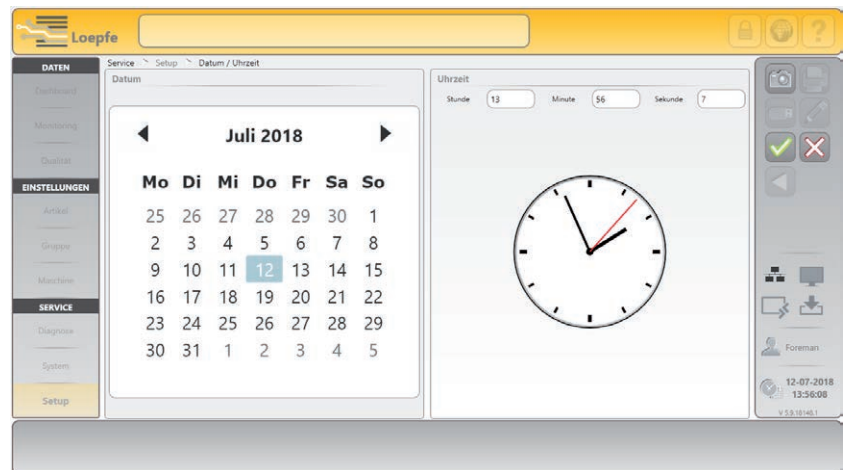 Loepfe
?
DATEN
Dashboard
Monitoring
Qualität
EINSTELLUNGEN
Artikel
Gruppe
Maschine
SERVICE
Diagnose
System
Setup
Service Setup Datum / Uhrzeit
Datum
Juli 2018
Mo Di Mi Do Fr Sa So
25 26 27 28 29 30 1
2 3 4 5 6 7 8
9 10 11 12 13 14 15
16 17 18 19 20 21 22
23 24 25 26 27 28 29
30 31 1 2 3 4 5
Uhrzeit
Stunde 13 Minute 56 Sekunde 7
Foreman
12-07-2018
13:56:08